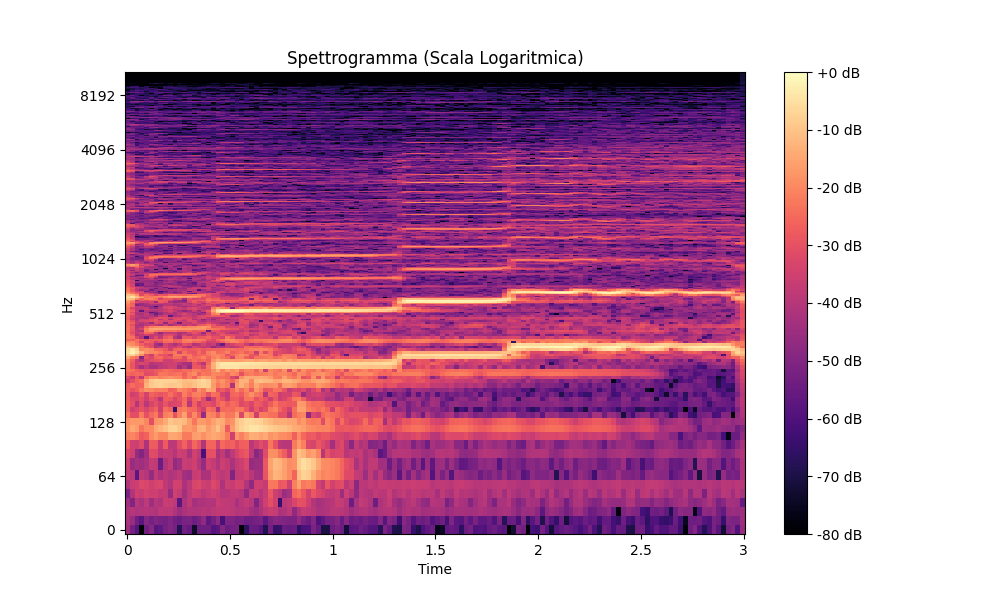 Spettrogramma (Scala Logaritmica)
Hz
8192
4096
2048
1024
512
256
128
64
0
0 0.5 1 1.5 2 2.5 3
Time
+0 dB
-10 dB
-20 dB
-30 dB
-40 dB
-50 dB
-60 dB
-70 dB
-80 dB